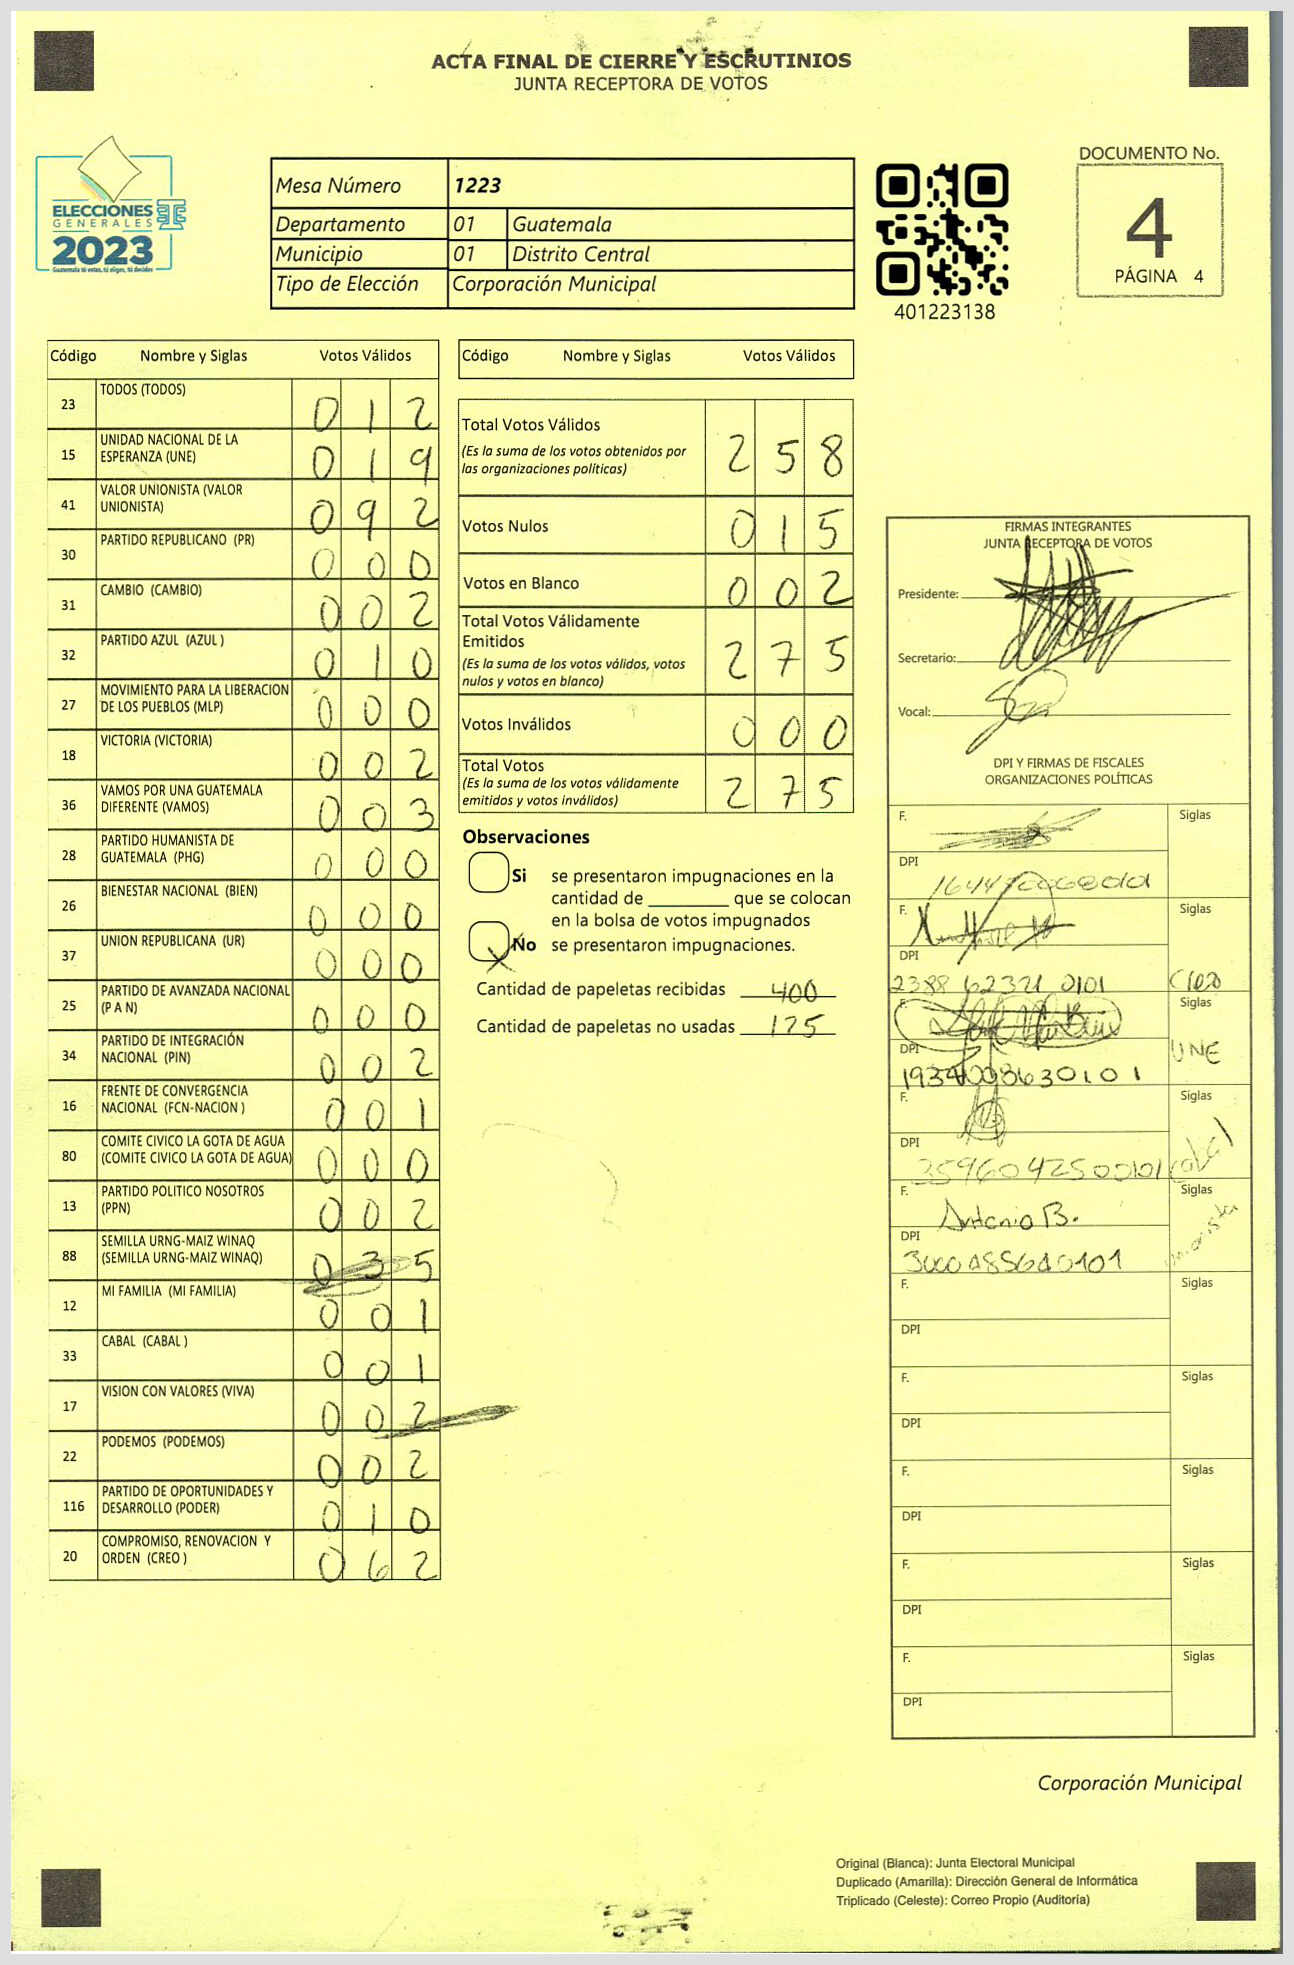 ACTA FINAL DE CIERRE Y ESCRUTINIOS
JUNTA RECEPTORA DE VOTOS
ELECCIONES
GENERALES
2023
Guatemala tú votas, tú eliges, tú decides
Mesa Número 1223
Departamento 01 Guatemala
Municipio 01 Distrito Central
Tipo de Elección Corporación Municipal
401223138
DOCUMENTO No.
4
PÁGINA 4
Código Nombre y Siglas Votos Válidos
23 TODOS (TODOS) 0 1 2
15 UNIDAD NACIONAL DE LA ESPERANZA (UNE) 0 1 9
41 VALOR UNIONISTA (VALOR UNIONISTA) 0 9 2
30 PARTIDO REPUBLICANO (PR) 0 0 0
31 CAMBIO (CAMBIO) 0 0 2
32 PARTIDO AZUL (AZUL ) 0 1 0
27 MOVIMIENTO PARA LA LIBERACION DE LOS PUEBLOS (MLP) 0 0 0
18 VICTORIA (VICTORIA) 0 0 2
36 VAMOS POR UNA GUATEMALA DIFERENTE (VAMOS) 0 0 3
28 PARTIDO HUMANISTA DE GUATEMALA (PHG) 0 0 0
26 BIENESTAR NACIONAL (BIEN) 0 0 0
37 UNION REPUBLICANA (UR) 0 0 0
25 PARTIDO DE AVANZADA NACIONAL (P A N) 0 0 0
34 PARTIDO DE INTEGRACIÓN NACIONAL (PIN) 0 0 2
16 FRENTE DE CONVERGENCIA NACIONAL (FCN-NACION ) 0 0 1
80 COMITE CIVICO LA GOTA DE AGUA (COMITE CIVICO LA GOTA DE AGUA) 0 0 0
13 PARTIDO POLITICO NOSOTROS (PPN) 0 0 2
88 SEMILLA URNG-MAIZ WINAQ (SEMILLA URNG-MAIZ WINAQ) 0 3 5
12 MI FAMILIA (MI FAMILIA) 0 0 1
33 CABAL (CABAL ) 0 0 1
17 VISION CON VALORES (VIVA) 0 0 2
22 PODEMOS (PODEMOS) 0 0 2
116 PARTIDO DE OPORTUNIDADES Y DESARROLLO (PODER) 0 1 0
20 COMPROMISO, RENOVACION Y ORDEN (CREO ) 0 6 2
Código Nombre y Siglas Votos Válidos
Total Votos Válidos 2 5 8
(Es la suma de los votos obtenidos por
las organizaciones políticas)
Votos Nulos 0 1 5
Votos en Blanco 0 0 2
Total Votos Válidamente
Emitidos 2 7 5
(Es la suma de los votos válidos, votos
nulos y votos en blanco)
Votos Inválidos 0 0 0
Total Votos 2 7 5
(Es la suma de los votos válidamente
emitidos y votos inválidos)
Observaciones
Si se presentaron impugnaciones en la
cantidad de ________ que se colocan
en la bolsa de votos impugnados
X No se presentaron impugnaciones.
Cantidad de papeletas recibidas 400
Cantidad de papeletas no usadas 125
FIRMAS INTEGRANTES
JUNTA RECEPTORA DE VOTOS
Presidente:
Secretario:
Vocal:
DPI Y FIRMAS DE FISCALES
ORGANIZACIONES POLÍTICAS
F. Siglas
DPI
F. Siglas
DPI
2388 62321 0101
F. Siglas
DPI UNE
1934008630101
F. Siglas
DPI
2596042500101 Cabal
F. Antonio B. Siglas
DPI
F. Siglas
DPI
F. Siglas
DPI
F. Siglas
DPI
F. Siglas
DPI
F. Siglas
DPI
Corporación Municipal
Original (Blanca): Junta Electoral Municipal
Duplicado (Amarilla): Dirección General de Informática
Triplicado (Celeste): Correo Propio (Auditoría)